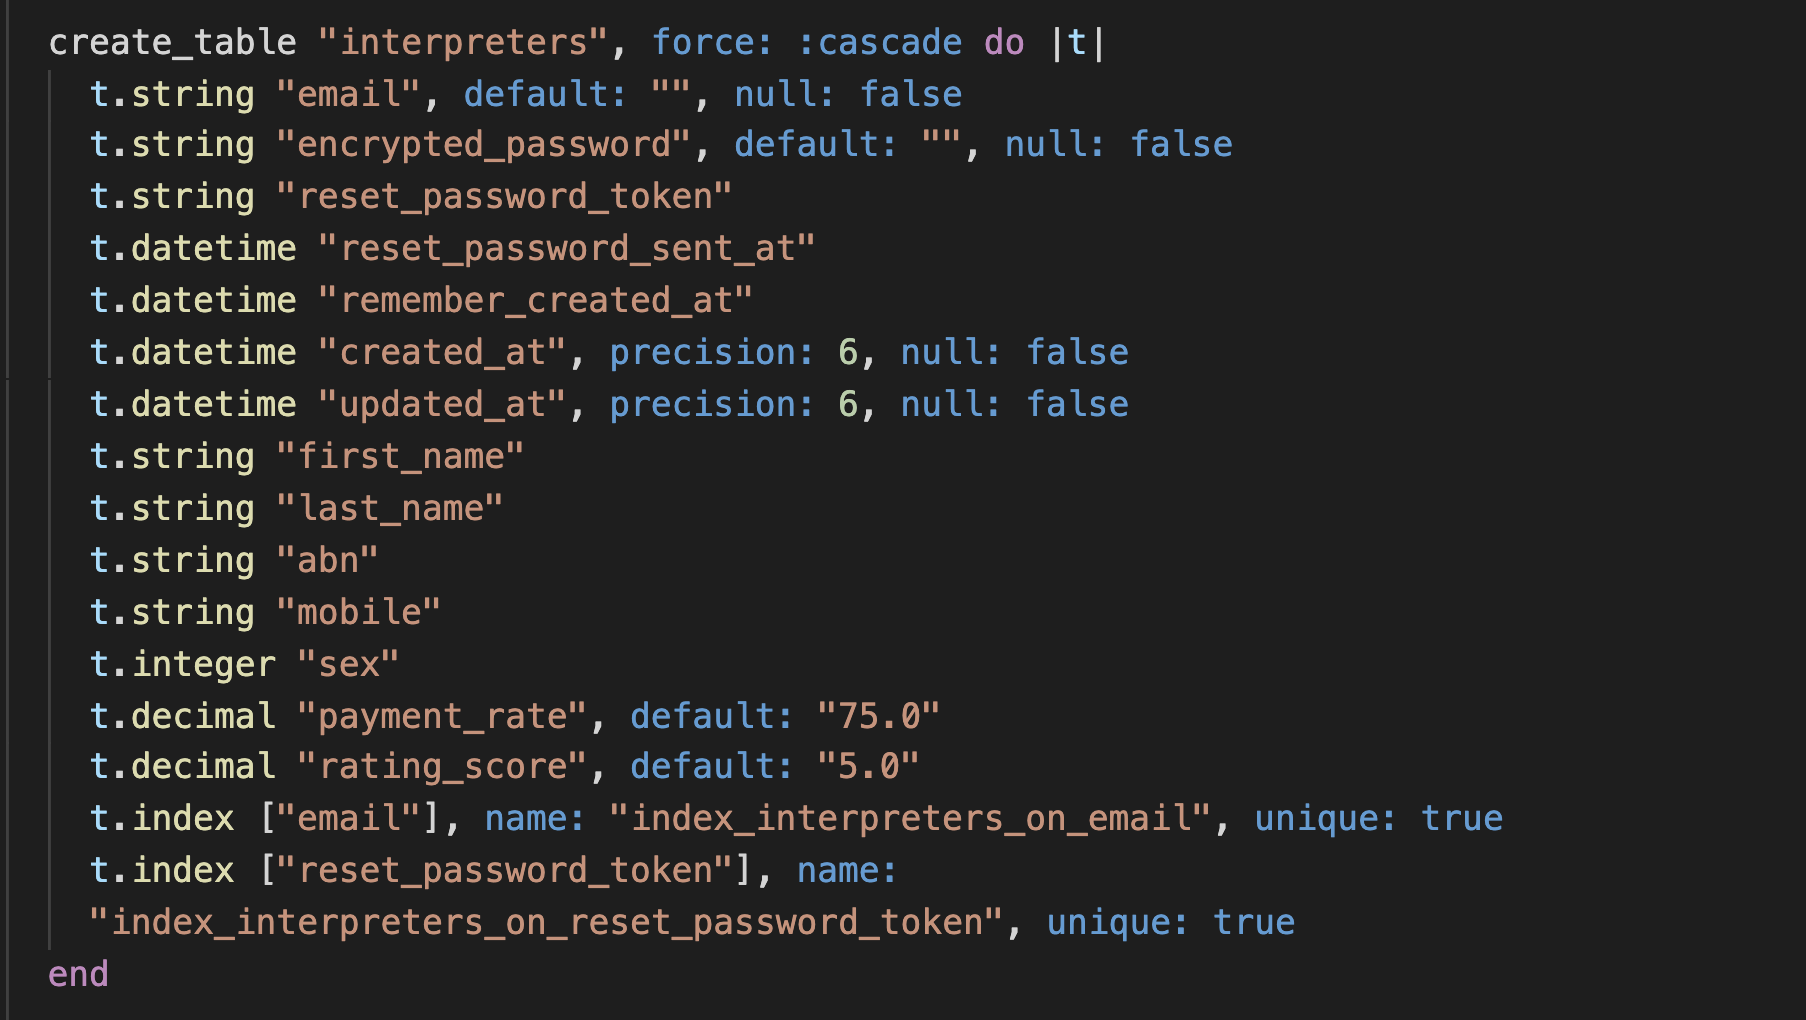 create_table "interpreters", force: :cascade do |t|
t.string "email", default: "", null: false
t.string "encrypted_password", default: "", null: false
t.string "reset_password_token"
t.datetime "reset_password_sent_at"
t.datetime "remember_created_at"
t.datetime "created_at", precision: 6, null: false
t.datetime "updated_at", precision: 6, null: false
t.string "first_name"
t.string "last_name"
t.string "abn"
t.string "mobile"
t.integer "sex"
t.decimal "payment_rate", default: "75.0"
t.decimal "rating_score", default: "5.0"
t.index ["email"], name: "index_interpreters_on_email", unique: true
t.index ["reset_password_token"], name:
"index_interpreters_on_reset_password_token", unique: true
end